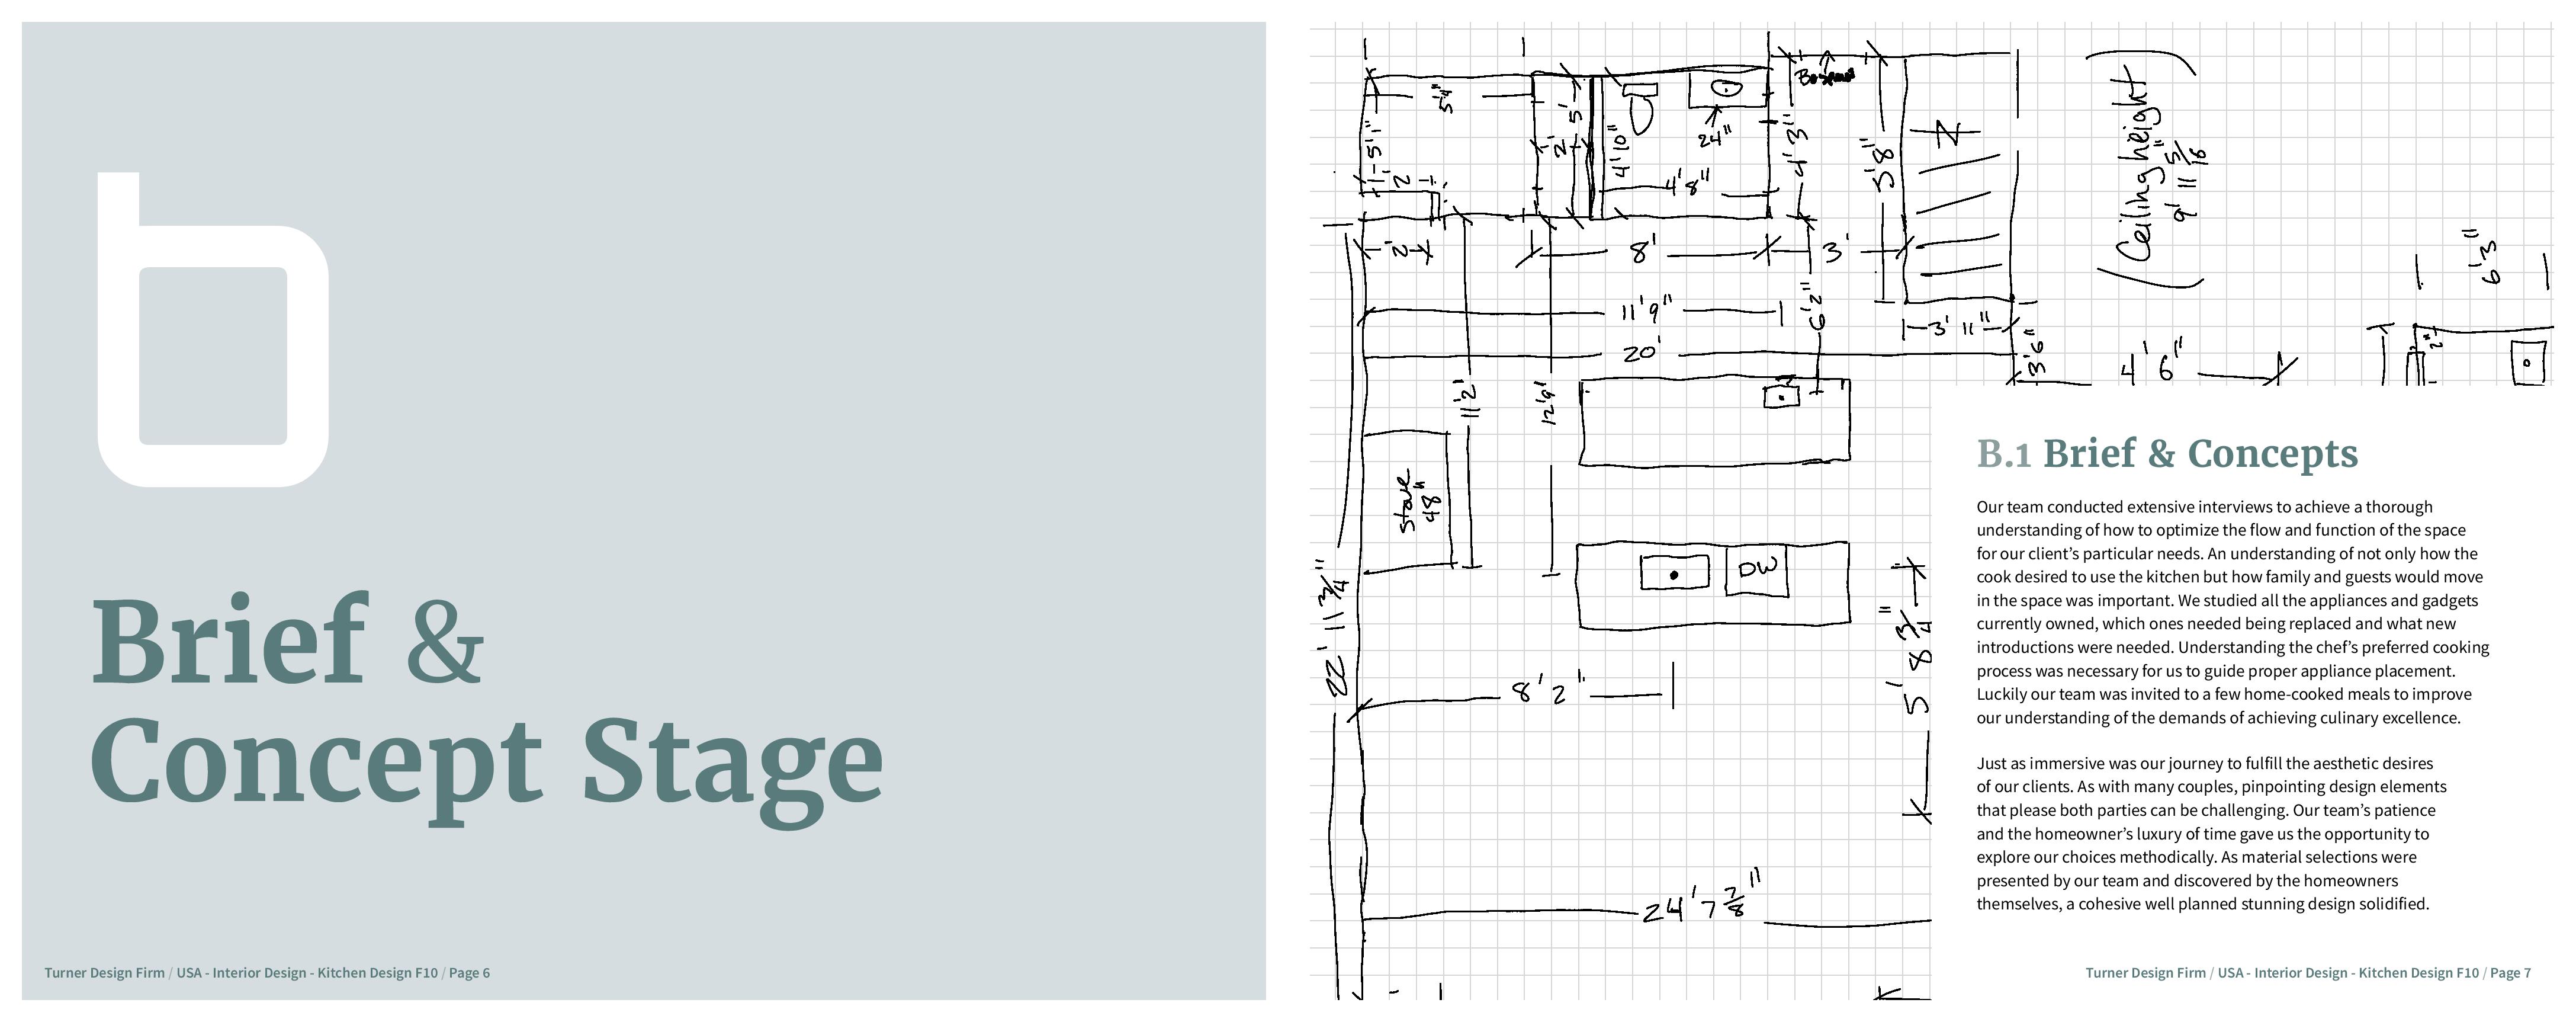 b
Brief &
Concept Stage
Turner Design Firm / USA - Interior Design - Kitchen Design F10 / Page 6
5'
2'
4'10"
24"
4'8"
4'3"
5'8"
N
Ceiling height
9' 11 5/16"
6'3"
2'
2'
8'
3'
11'9"
6'2"
3'11"
20'
3'6"
4'6"
2"
11'2"
12'9"
Stove
48"
DW
22' 11 3/4"
8'2"
5' 8 3/4"
24' 7 7/8"
B.1 Brief & Concepts
Our team conducted extensive interviews to achieve a thorough
understanding of how to optimize the flow and function of the space
for our client’s particular needs. An understanding of not only how the
cook desired to use the kitchen but how family and guests would move
in the space was important. We studied all the appliances and gadgets
currently owned, which ones needed being replaced and what new
introductions were needed. Understanding the chef’s preferred cooking
process was necessary for us to guide proper appliance placement.
Luckily our team was invited to a few home-cooked meals to improve
our understanding of the demands of achieving culinary excellence.
Just as immersive was our journey to fulfill the aesthetic desires
of our clients. As with many couples, pinpointing design elements
that please both parties can be challenging. Our team’s patience
and the homeowner’s luxury of time gave us the opportunity to
explore our choices methodically. As material selections were
presented by our team and discovered by the homeowners
themselves, a cohesive well planned stunning design solidified.
Turner Design Firm / USA - Interior Design - Kitchen Design F10 / Page 7